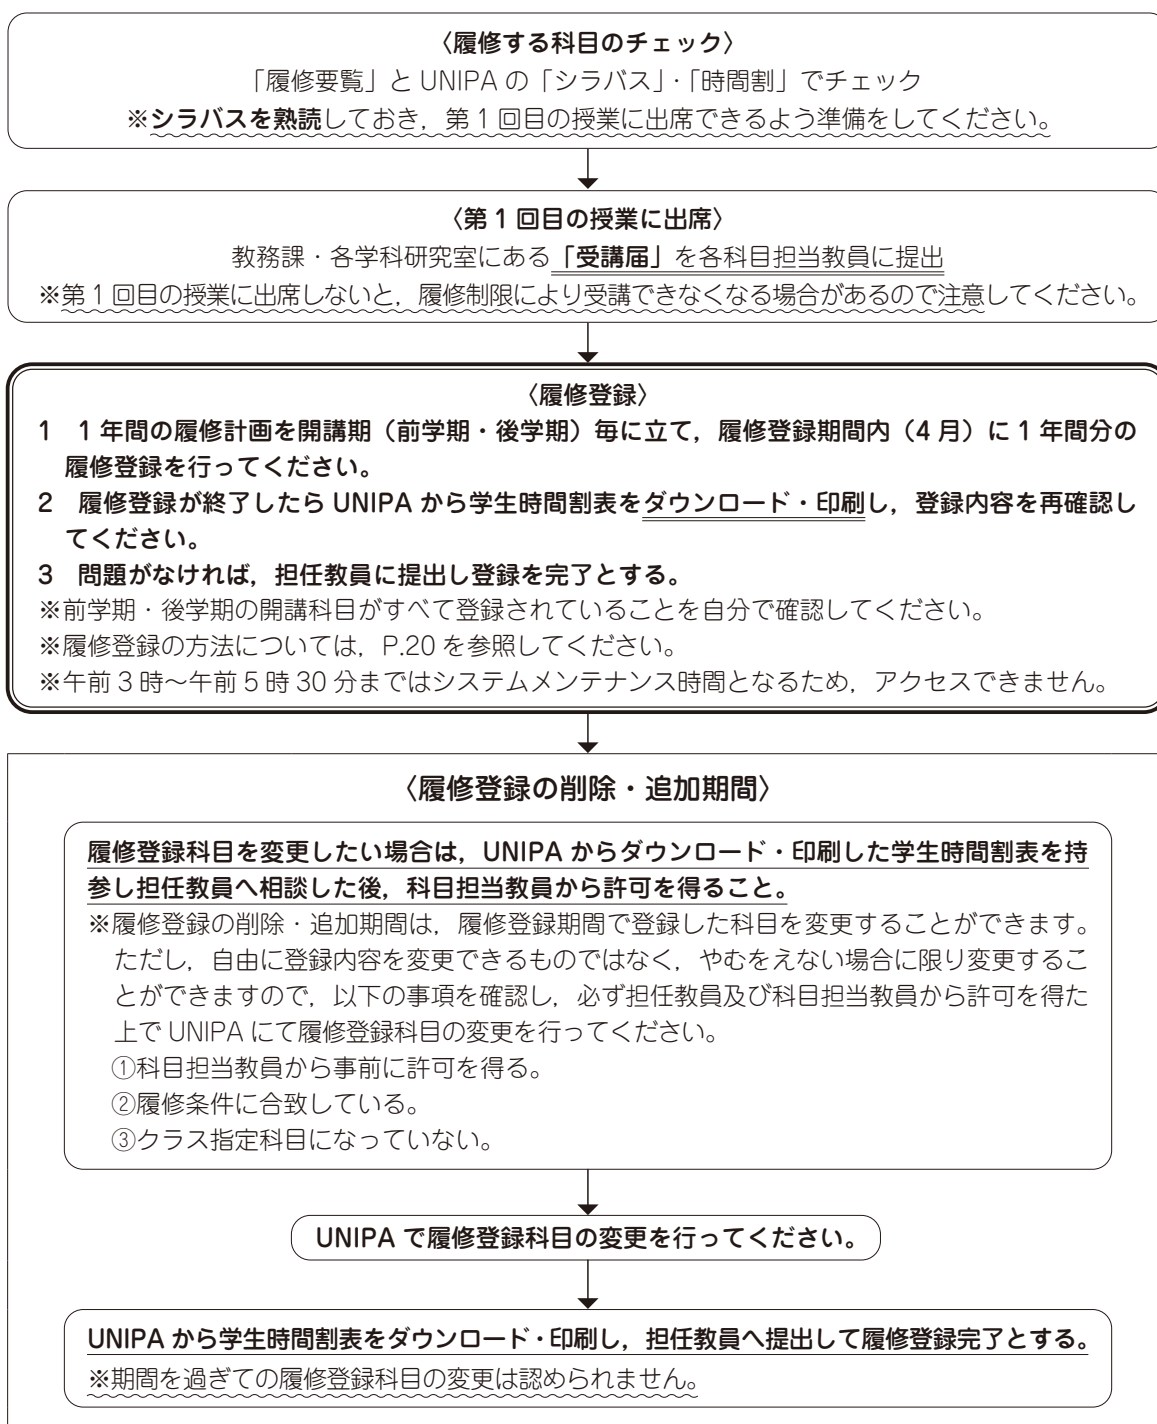 〈履修する科目のチェック〉
「履修要覧」と UNIPA の「シラバス」・「時間割」でチェック
※シラバスを熟読しておき，第 1 回目の授業に出席できるよう準備をしてください。
〈第 1 回目の授業に出席〉
教務課・各学科研究室にある「受講届」を各科目担当教員に提出
※第 1 回目の授業に出席しないと，履修制限により受講できなくなる場合があるので注意してください。
〈履修登録〉
1　1 年間の履修計画を開講期（前学期・後学期）毎に立て，履修登録期間内（4 月）に 1 年間分の
履修登録を行ってください。
2　履修登録が終了したら UNIPA から学生時間割表をダウンロード・印刷し，登録内容を再確認し
てください。
3　問題がなければ，担任教員に提出し登録を完了とする。
※前学期・後学期の開講科目がすべて登録されていることを自分で確認してください。
※履修登録の方法については，P.20 を参照してください。
※午前 3 時～午前 5 時 30 分まではシステムメンテナンス時間となるため，アクセスできません。
〈履修登録の削除・追加期間〉
履修登録科目を変更したい場合は，UNIPA からダウンロード・印刷した学生時間割表を持
参し担任教員へ相談した後，科目担当教員から許可を得ること。
※履修登録の削除・追加期間は，履修登録期間で登録した科目を変更することができます。
ただし，自由に登録内容を変更できるものではなく，やむをえない場合に限り変更するこ
とができますので，以下の事項を確認し，必ず担任教員及び科目担当教員から許可を得た
上で UNIPA にて履修登録科目の変更を行ってください。
①科目担当教員から事前に許可を得る。
②履修条件に合致している。
③クラス指定科目になっていない。
UNIPA で履修登録科目の変更を行ってください。
UNIPA から学生時間割表をダウンロード・印刷し，担任教員へ提出して履修登録完了とする。
※期間を過ぎての履修登録科目の変更は認められません。